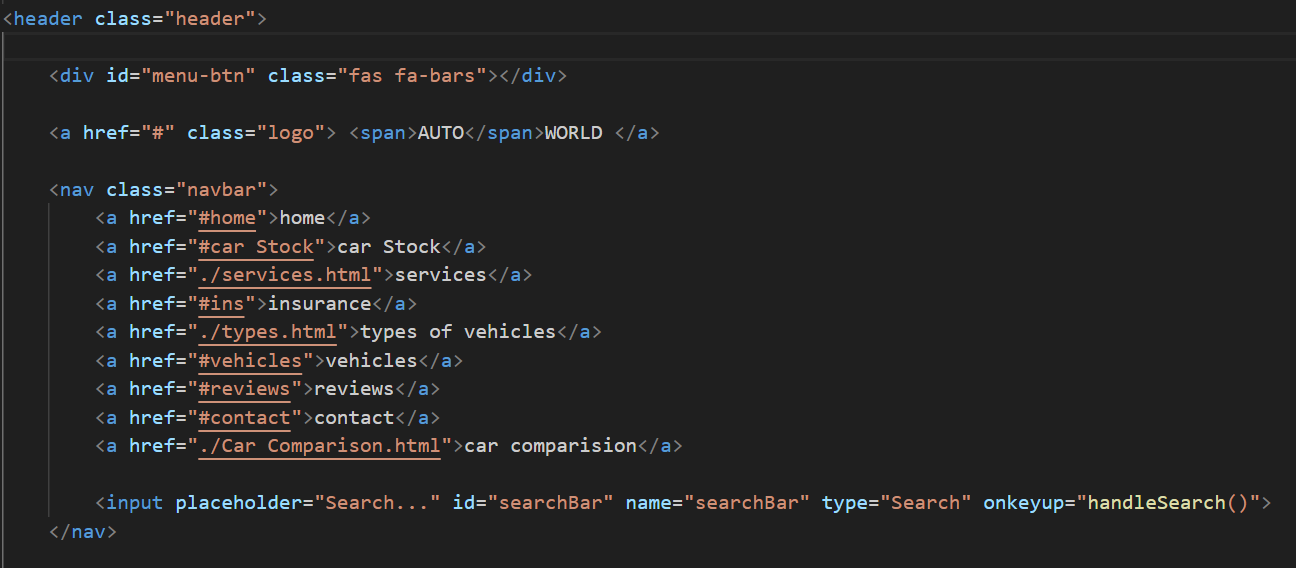 <header class="header">
<div id="menu-btn" class="fas fa-bars"></div>
<a href="#" class="logo"> <span>AUTO</span>WORLD </a>
<nav class="navbar">
<a href="#home">home</a>
<a href="#car Stock">car Stock</a>
<a href="./services.html">services</a>
<a href="#ins">insurance</a>
<a href="./types.html">types of vehicles</a>
<a href="#vehicles">vehicles</a>
<a href="#reviews">reviews</a>
<a href="#contact">contact</a>
<a href="./Car Comparison.html">car comparision</a>
<input placeholder="Search..." id="searchBar" name="searchBar" type="Search" onkeyup="handleSearch()">
</nav>